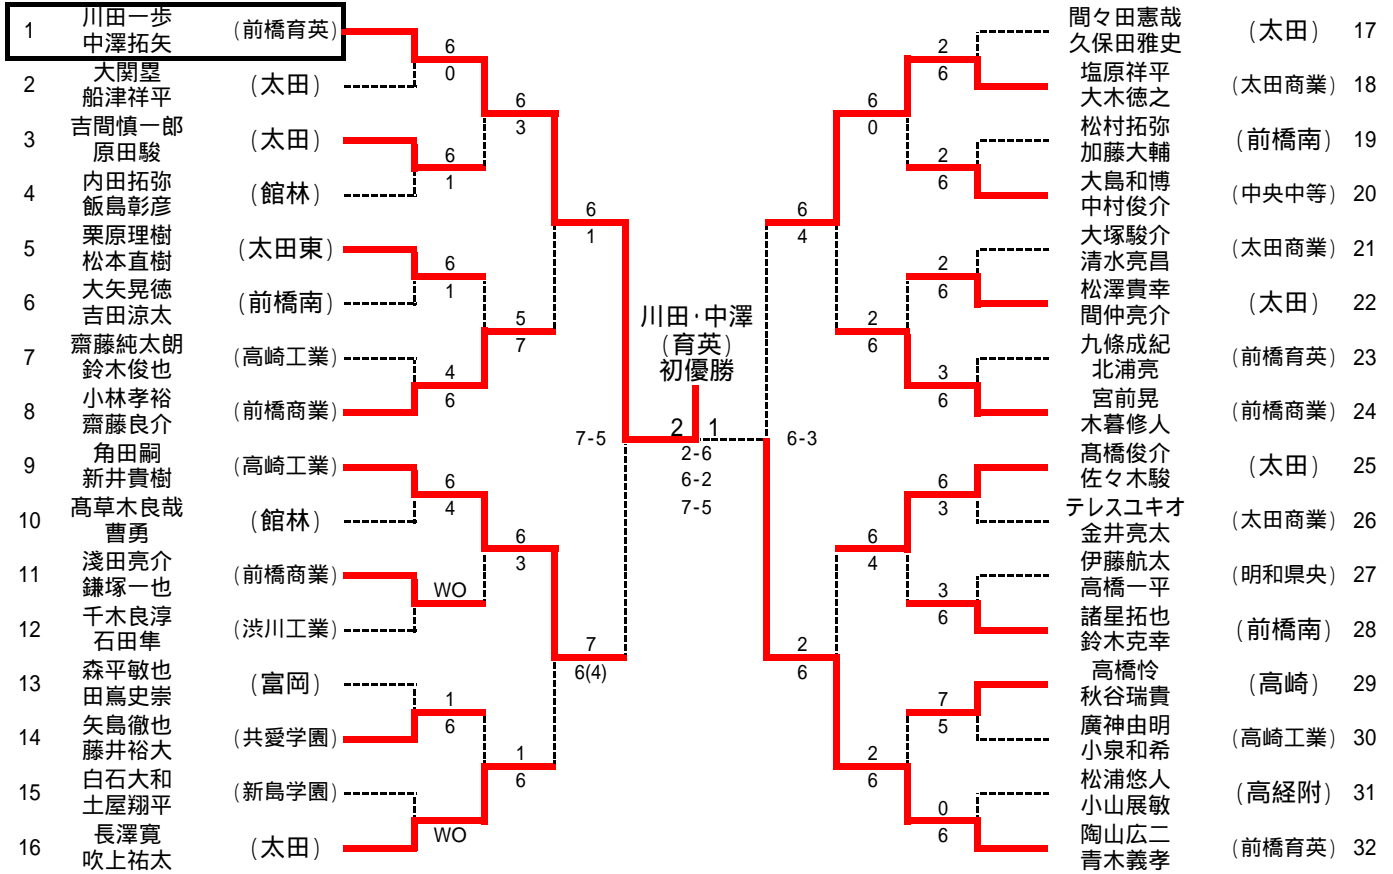 1 川田一歩 (前橋育英)
中澤拓矢
2 大関塁 (太田)
船津祥平
3 吉間慎一郎 (太田)
原田駿
4 内田拓弥 (館林)
飯島彰彦
5 栗原理樹 (太田東)
松本直樹
6 大矢晃徳 (前橋南)
吉田涼太
7 齋藤純太朗 (高崎工業)
鈴木俊也
8 小林孝裕 (前橋商業)
齋藤良介
9 角田嗣 (高崎工業)
新井貴樹
10 髙草木良哉 (館林)
曹勇
11 淺田亮介 (前橋商業)
鎌塚一也
12 千木良淳 (渋川工業)
石田隼
13 森平敏也 (富岡)
田嶌史崇
14 矢島徹也 (共愛学園)
藤井裕大
15 白石大和 (新島学園)
土屋翔平
16 長澤寛 (太田)
吹上祐太
6
0
6
1
6
1
4
6
6
4
WO
1
6
WO
6
3
5
7
6
3
1
6
6
1
7
6(4)
7-5
川田・中澤
(育英)
初優勝
2 1
2-6
6-2
7-5
6-3
6
4
2
6
6
0
2
6
6
4
2
6
2
6
2
6
2
6
3
6
6
3
3
6
7
5
0
6
間々田憲哉 (太田) 17
久保田雅史
塩原祥平 (太田商業) 18
大木徳之
松村拓弥 (前橋南) 19
加藤大輔
大島和博 (中央中等) 20
中村俊介
大塚駿介 (太田商業) 21
清水亮昌
松澤貴幸 (太田) 22
間仲亮介
九條成紀 (前橋育英) 23
北浦亮
宮前晃 (前橋商業) 24
木暮修人
髙橋俊介 (太田) 25
佐々木駿
テレスユキオ (太田商業) 26
金井亮太
伊藤航太 (明和県央) 27
高橋一平
諸星拓也 (前橋南) 28
鈴木克幸
高橋怜 (高崎) 29
秋谷瑞貴
廣神由明 (高崎工業) 30
小泉和希
松浦悠人 (高経附) 31
小山展敏
陶山広二 (前橋育英) 32
青木義孝